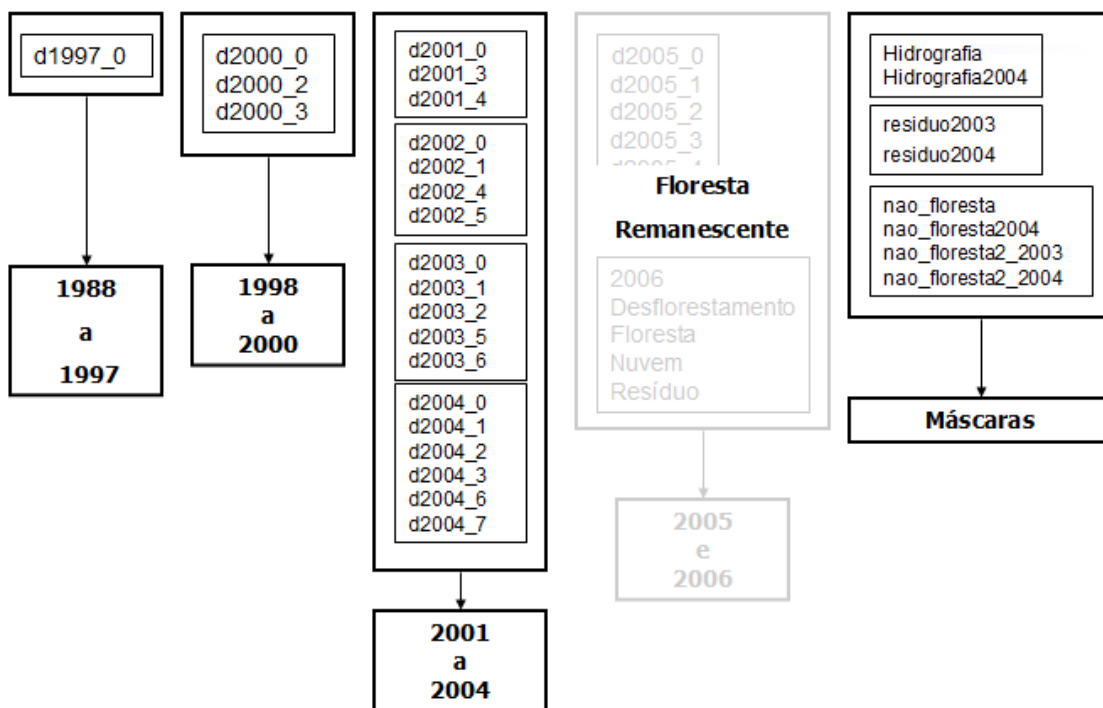 d1997_0
1988
a
1997
d2000_0
d2000_2
d2000_3
1998
a
2000
d2001_0
d2001_3
d2001_4
d2002_0
d2002_1
d2002_4
d2002_5
d2003_0
d2003_1
d2003_2
d2003_5
d2003_6
d2004_0
d2004_1
d2004_2
d2004_3
d2004_6
d2004_7
2001
a
2004
d2005_0
d2005_1
d2005_2
d2005_3
Floresta
Remanescente
2006
Desflorestamento
Floresta
Nuvem
Resíduo
2005
e
2006
Hidrografia
Hidrografia2004
residuo2003
residuo2004
nao_floresta
nao_floresta2004
nao_floresta2_2003
nao_floresta2_2004
Máscaras